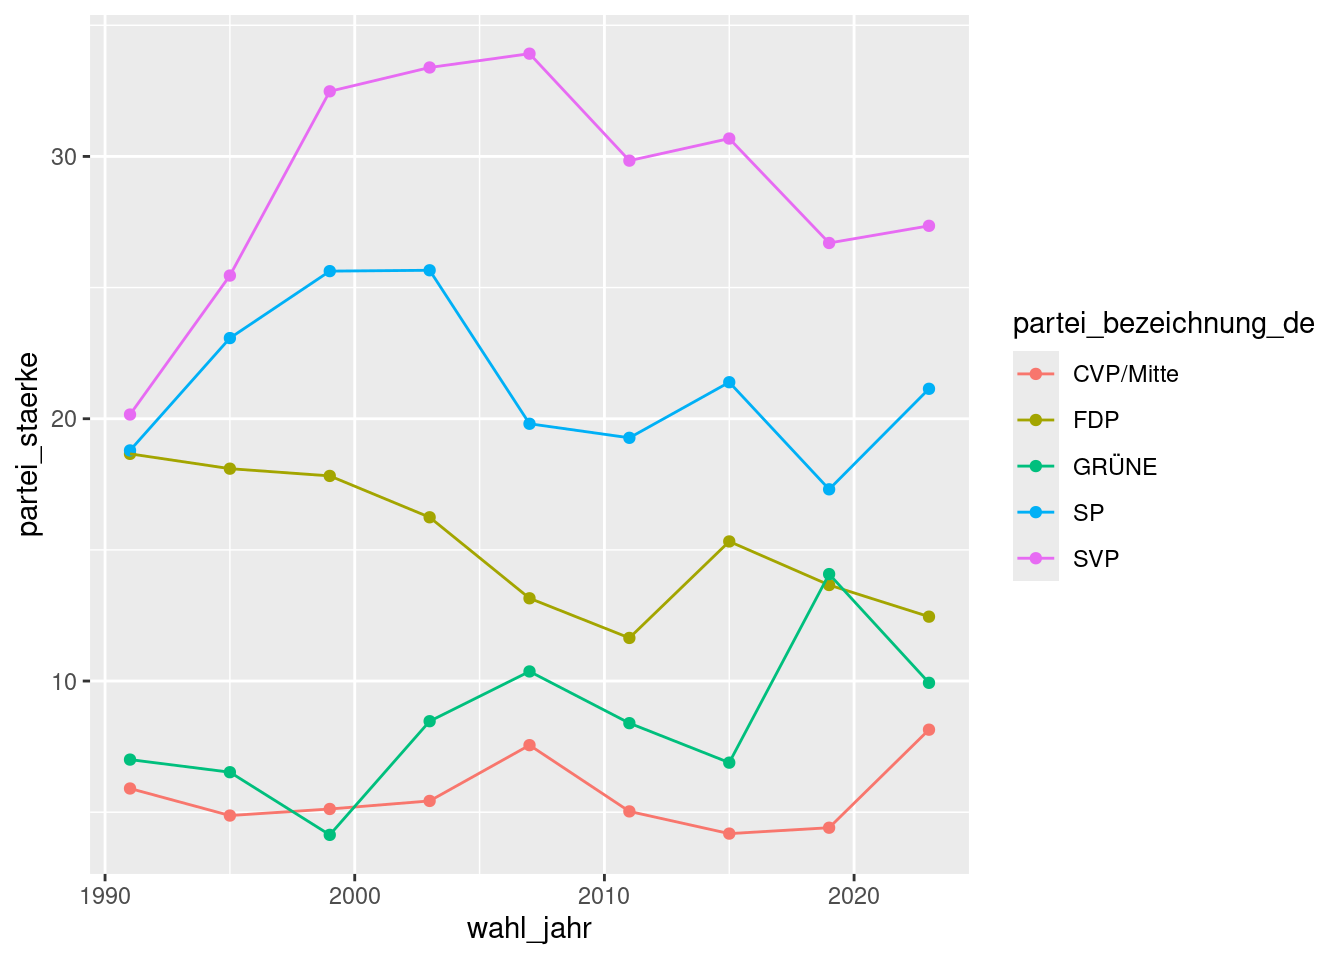 partei_staerke
30
20
10
1990
2000
2010
2020
wahl_jahr
partei_bezeichnung_de
CVP/Mitte
FDP
GRÜNE
SP
SVP